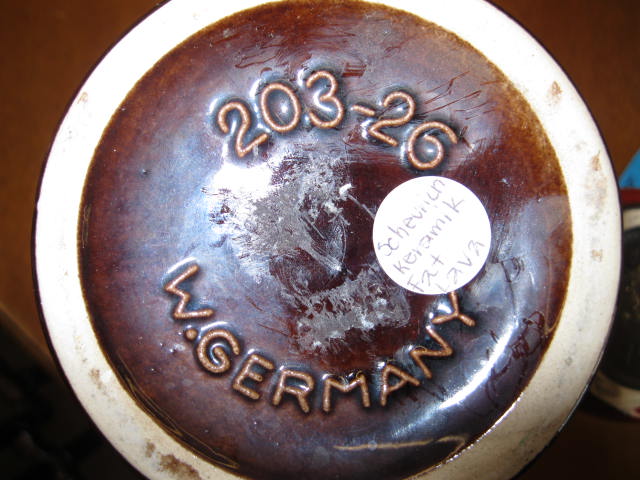 203-26
Scheurich
Keramik
Fat
Lava
W.GERMANY